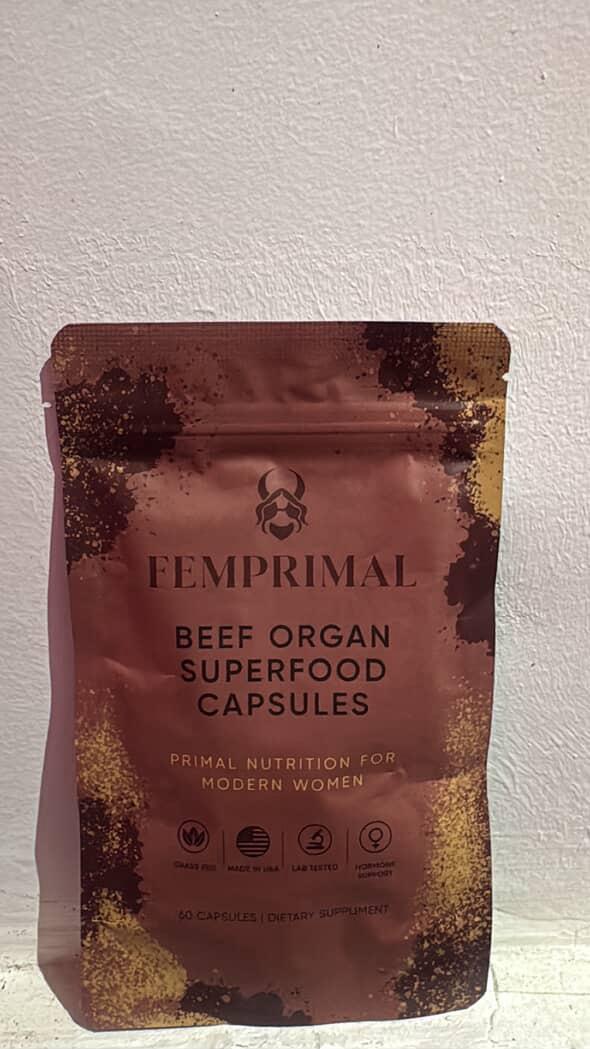 FEMPRIMAL
BEEF ORGAN
SUPERFOOD
CAPSULES
PRIMAL NUTRITION FOR
MODERN WOMEN
GRASS FED
MADE IN USA
LAB TESTED
HORMONE
SUPPORT
60 CAPSULES | DIETARY SUPPLIMENT